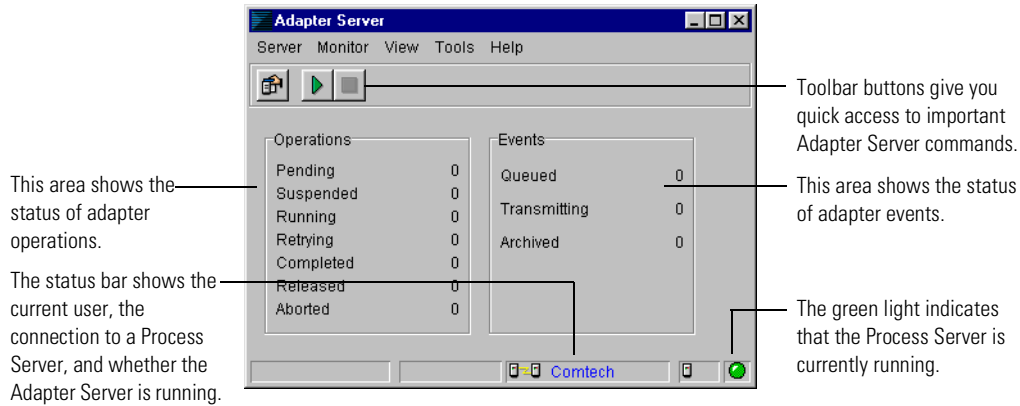 Adapter Server
Server Monitor View Tools Help
Toolbar buttons give you
quick access to important
Adapter Server commands.
Operations
Pending 0
Suspended 0
Running 0
Retrying 0
Completed 0
Released 0
Aborted 0
Events
Queued 0
Transmitting 0
Archived 0
This area shows the
status of adapter
operations.
This area shows the status
of adapter events.
The status bar shows the
current user, the
connection to a Process
Server, and whether the
Adapter Server is running.
The green light indicates
that the Process Server is
currently running.
Comtech